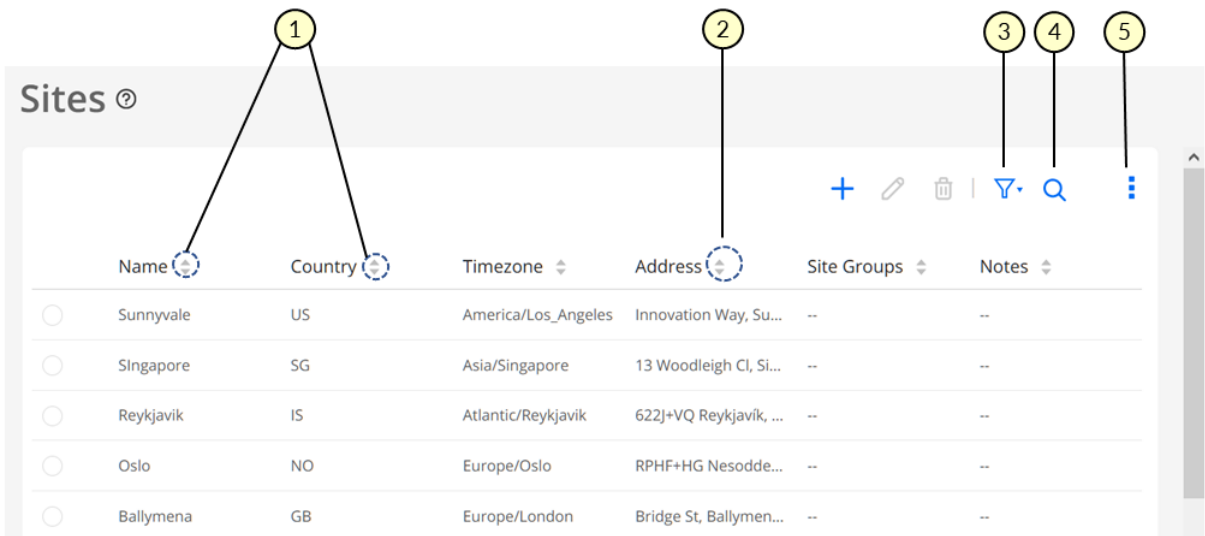 1 2 3 4 5
Sites
Name Country Timezone Address Site Groups Notes
Sunnyvale US America/Los_Angeles Innovation Way, Su... -- --
SIngapore SG Asia/Singapore 13 Woodleigh Cl, Si... -- --
Reykjavik IS Atlantic/Reykjavik 622J+VQ Reykjavík, ... -- --
Oslo NO Europe/Oslo RPHF+HG Nesodde... -- --
Ballymena GB Europe/London Bridge St, Ballymen... -- --